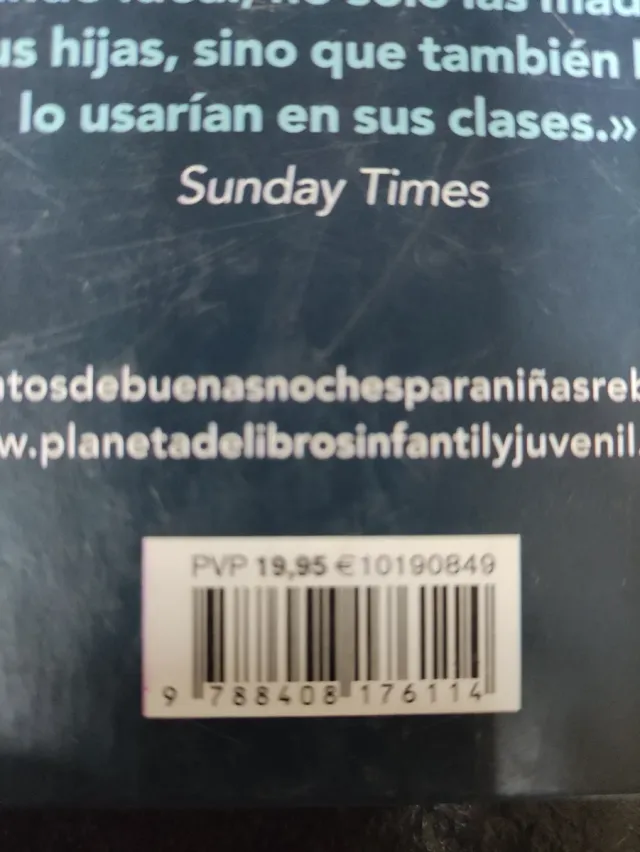 sus hijas, sino que también
lo usarían en sus clases.»
Sunday Times
ntosdebuenasnochesparaniñasreb
w.planetadelibrosinfantilyjuvenil.
PVP 19,95 €10190849
9 788408 176114